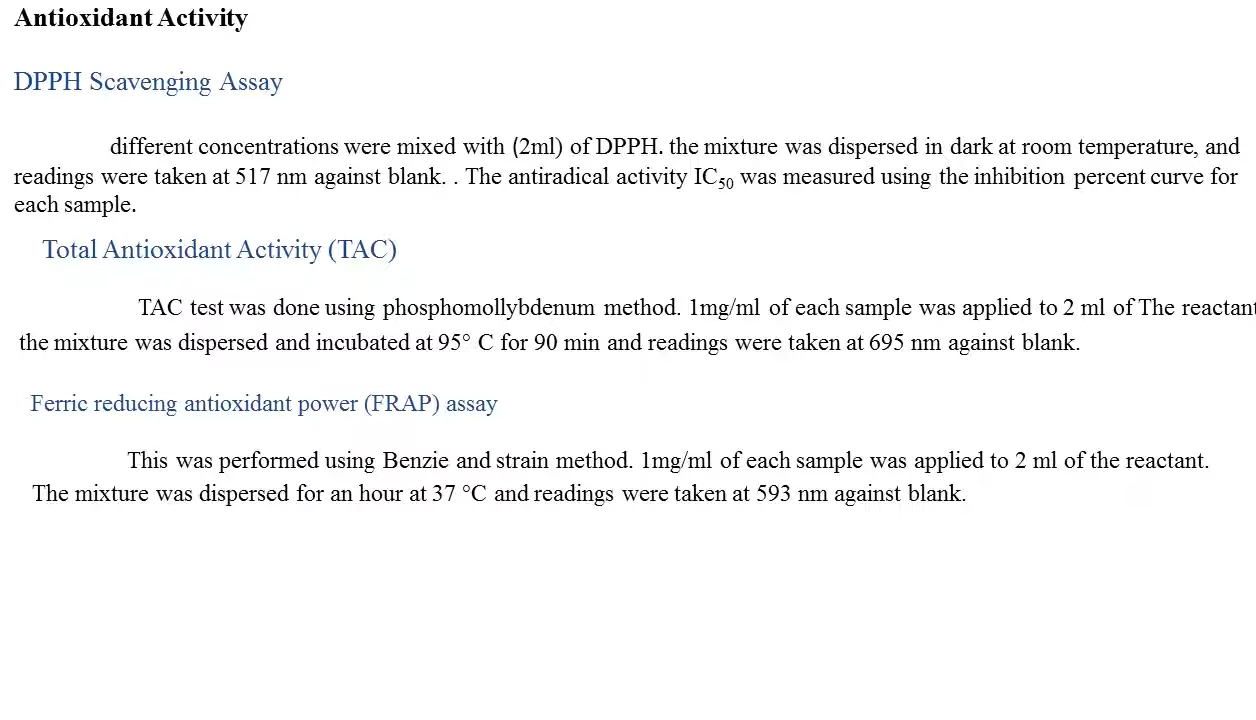 Antioxidant Activity
DPPH Scavenging Assay
different concentrations were mixed with (2ml) of DPPH. the mixture was dispersed in dark at room temperature, and
readings were taken at 517 nm against blank. . The antiradical activity IC50 was measured using the inhibition percent curve for
each sample.
Total Antioxidant Activity (TAC)
TAC test was done using phosphomollybdenum method. 1mg/ml of each sample was applied to 2 ml of The reactant
the mixture was dispersed and incubated at 95° C for 90 min and readings were taken at 695 nm against blank.
Ferric reducing antioxidant power (FRAP) assay
This was performed using Benzie and strain method. 1mg/ml of each sample was applied to 2 ml of the reactant.
The mixture was dispersed for an hour at 37 °C and readings were taken at 593 nm against blank.